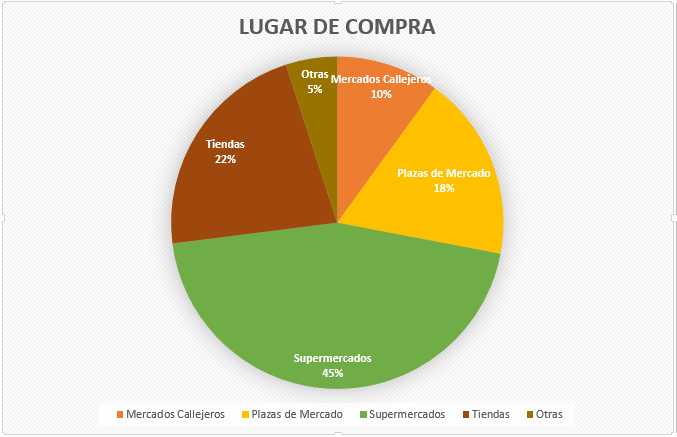 LUGAR DE COMPRA
Otras
5%
Mercados Callejeros
10%
Tiendas
22%
Plazas de Mercado
18%
Supermercados
45%
Mercados Callejeros Plazas de Mercado Supermercados Tiendas Otras